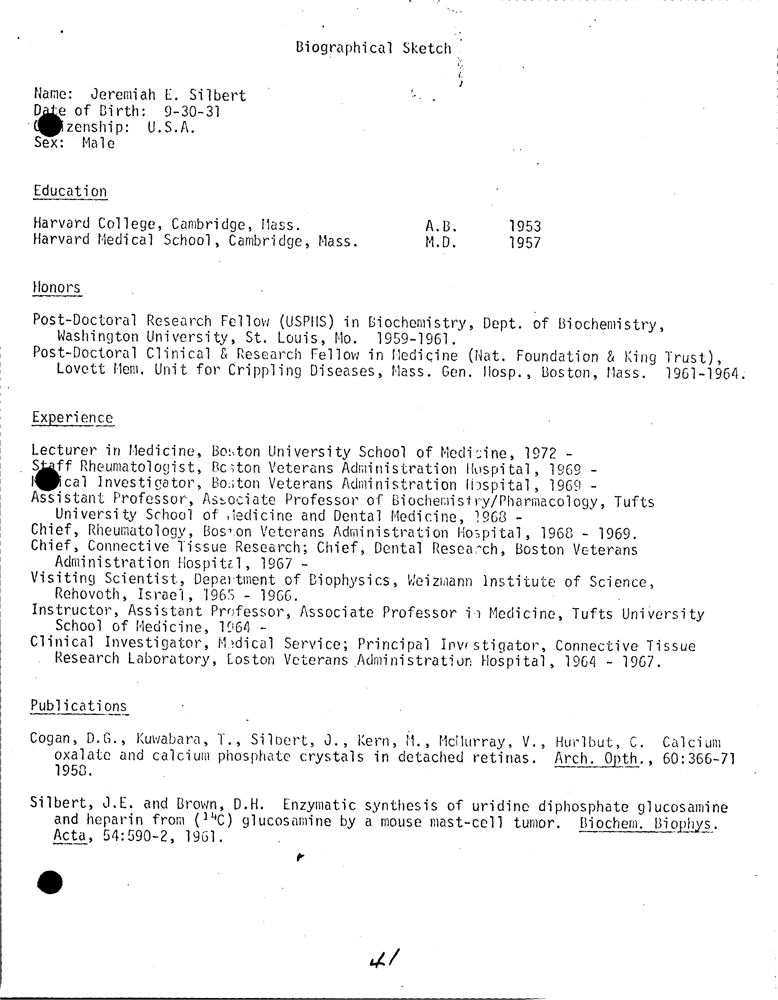 Biographical Sketch
Name: Jeremiah E. Silbert
Date of Birth: 9-30-31
zenship: U.S.A.
Sex: Male
Education
Harvard College, Cambridge, Mass. A.B. 1953
Harvard Medical School, Cambridge, Mass. M.D. 1957
Honors
Post-Doctoral Research Fellow (USPHS) in Biochemistry, Dept. of Biochemistry,
Washington University, St. Louis, Mo. 1959-1961.
Post-Doctoral Clinical & Research Fellow in Medicine (Nat. Foundation & King Trust),
Lovett Mem. Unit for Crippling Diseases, Mass. Gen. Hosp., Boston, Mass. 1961-1964.
Experience
Lecturer in Medicine, Boston University School of Medicine, 1972 -
Staff Rheumatologist, Boston Veterans Administration Hospital, 1969 -
ical Investigator, Boston Veterans Administration Hospital, 1969 -
Assistant Professor, Associate Professor of Biochemistry/Pharmacology, Tufts
University School of Medicine and Dental Medicine, 1968 -
Chief, Rheumatology, Boston Veterans Administration Hospital, 1968 - 1969.
Chief, Connective Tissue Research; Chief, Dental Research, Boston Veterans
Administration Hospital, 1967 -
Visiting Scientist, Department of Biophysics, Weizmann Institute of Science,
Rehovoth, Israel, 1965 - 1966.
Instructor, Assistant Professor, Associate Professor in Medicine, Tufts University
School of Medicine, 1964 -
Clinical Investigator, Medical Service; Principal Investigator, Connective Tissue
Research Laboratory, Boston Veterans Administration Hospital, 1964 - 1967.
Publications
Cogan, D.G., Kuwabara, T., Silbert, J., Kern, H., McMurray, V., Hurlbut, C. Calcium
oxalate and calcium phosphate crystals in detached retinas. Arch. Opth., 60:366-71
1958.
Silbert, J.E. and Brown, D.H. Enzymatic synthesis of uridine diphosphate glucosamine
and heparin from (¹⁴C) glucosamine by a mouse mast-cell tumor. Biochem. Biophys.
Acta, 54:590-2, 1961.
41